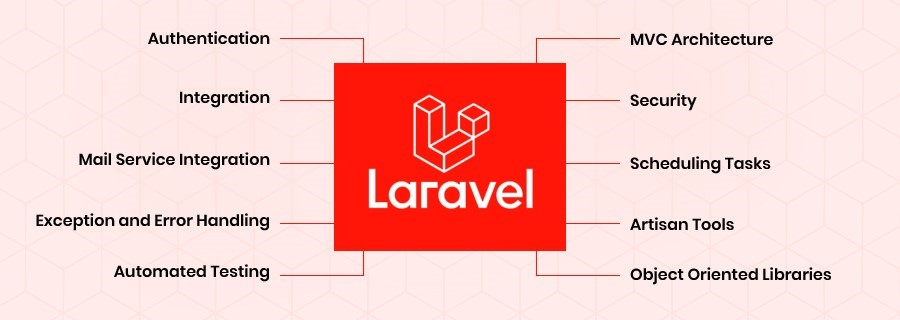 Authentication
Integration
Mail Service Integration
Exception and Error Handling
Automated Testing
Laravel
MVC Architecture
Security
Scheduling Tasks
Artisan Tools
Object Oriented Libraries